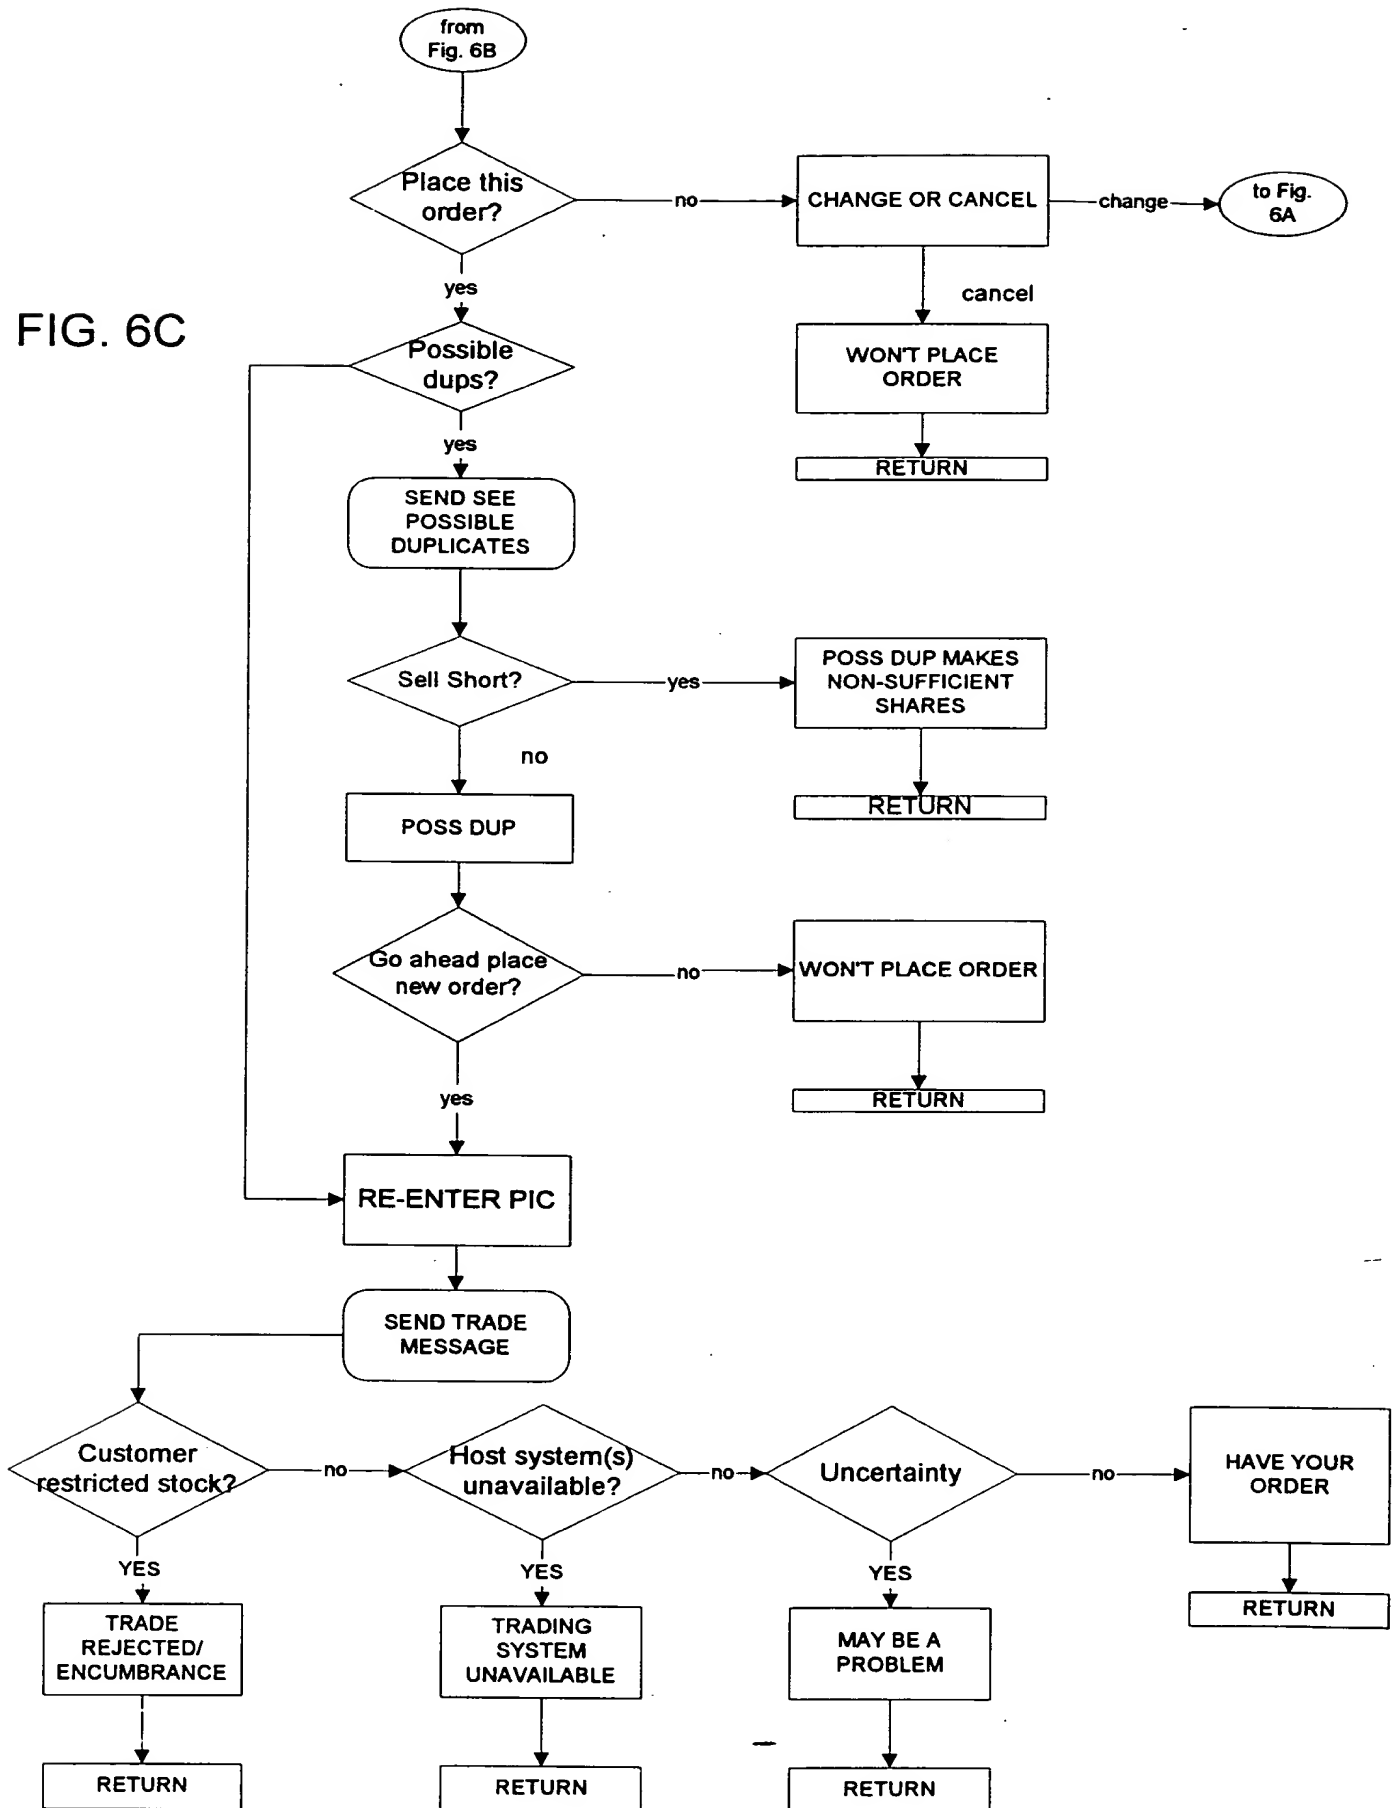 from
Fig. 6B
Place this
order?
no
CHANGE OR CANCEL
change
to Fig.
6A
yes
cancel
FIG. 6C
Possible
dups?
WON'T PLACE
ORDER
yes
RETURN
SEND SEE
POSSIBLE
DUPLICATES
Sell Short?
yes
POSS DUP MAKES
NON-SUFFICIENT
SHARES
no
RETURN
POSS DUP
Go ahead place
new order?
no
WON'T PLACE ORDER
yes
RETURN
RE-ENTER PIC
SEND TRADE
MESSAGE
Customer
restricted stock?
no
Host system(s)
unavailable?
no
Uncertainty
no
HAVE YOUR
ORDER
YES
YES
YES
RETURN
TRADE
REJECTED/
ENCUMBRANCE
TRADING
SYSTEM
UNAVAILABLE
MAY BE A
PROBLEM
RETURN
RETURN
RETURN